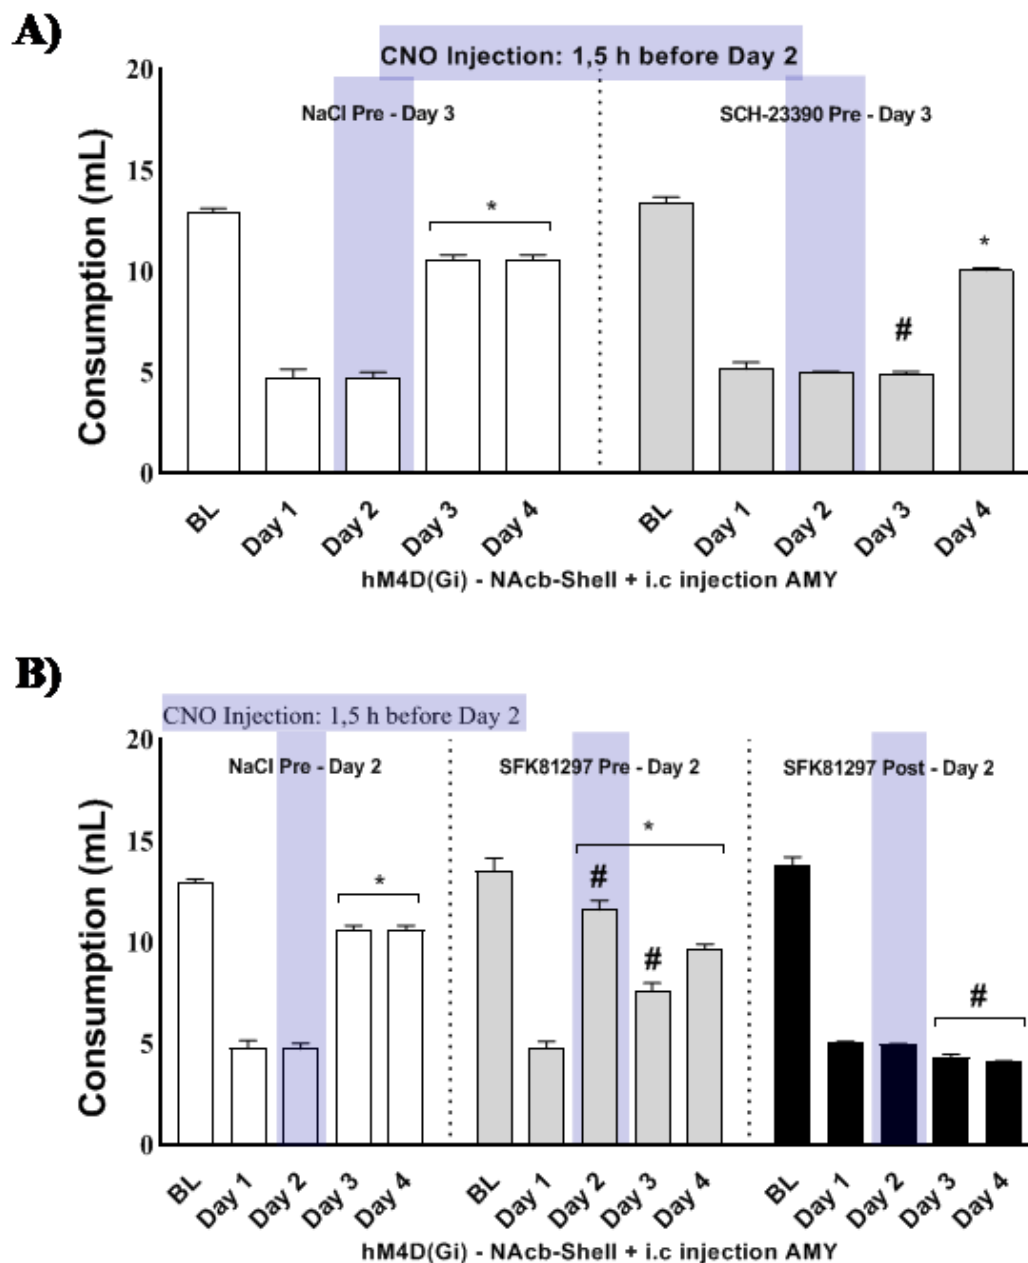 A)
CNO Injection: 1,5 h before Day 2
NaCl Pre - Day 3
SCH-23390 Pre - Day 3
Consumption (mL)
20
15
10
5
0
*
#
*
BL
Day 1
Day 2
Day 3
Day 4
BL
Day 1
Day 2
Day 3
Day 4
hM4D(Gi) - NAcb-Shell + i.c injection AMY
B)
CNO Injection: 1,5 h before Day 2
NaCl Pre - Day 2
SFK81297 Pre - Day 2
SFK81297 Post - Day 2
Consumption (mL)
20
15
10
5
0
*
*
#
#
#
BL
Day 1
Day 2
Day 3
Day 4
BL
Day 1
Day 2
Day 3
Day 4
BL
Day 1
Day 2
Day 3
Day 4
hM4D(Gi) - NAcb-Shell + i.c injection AMY